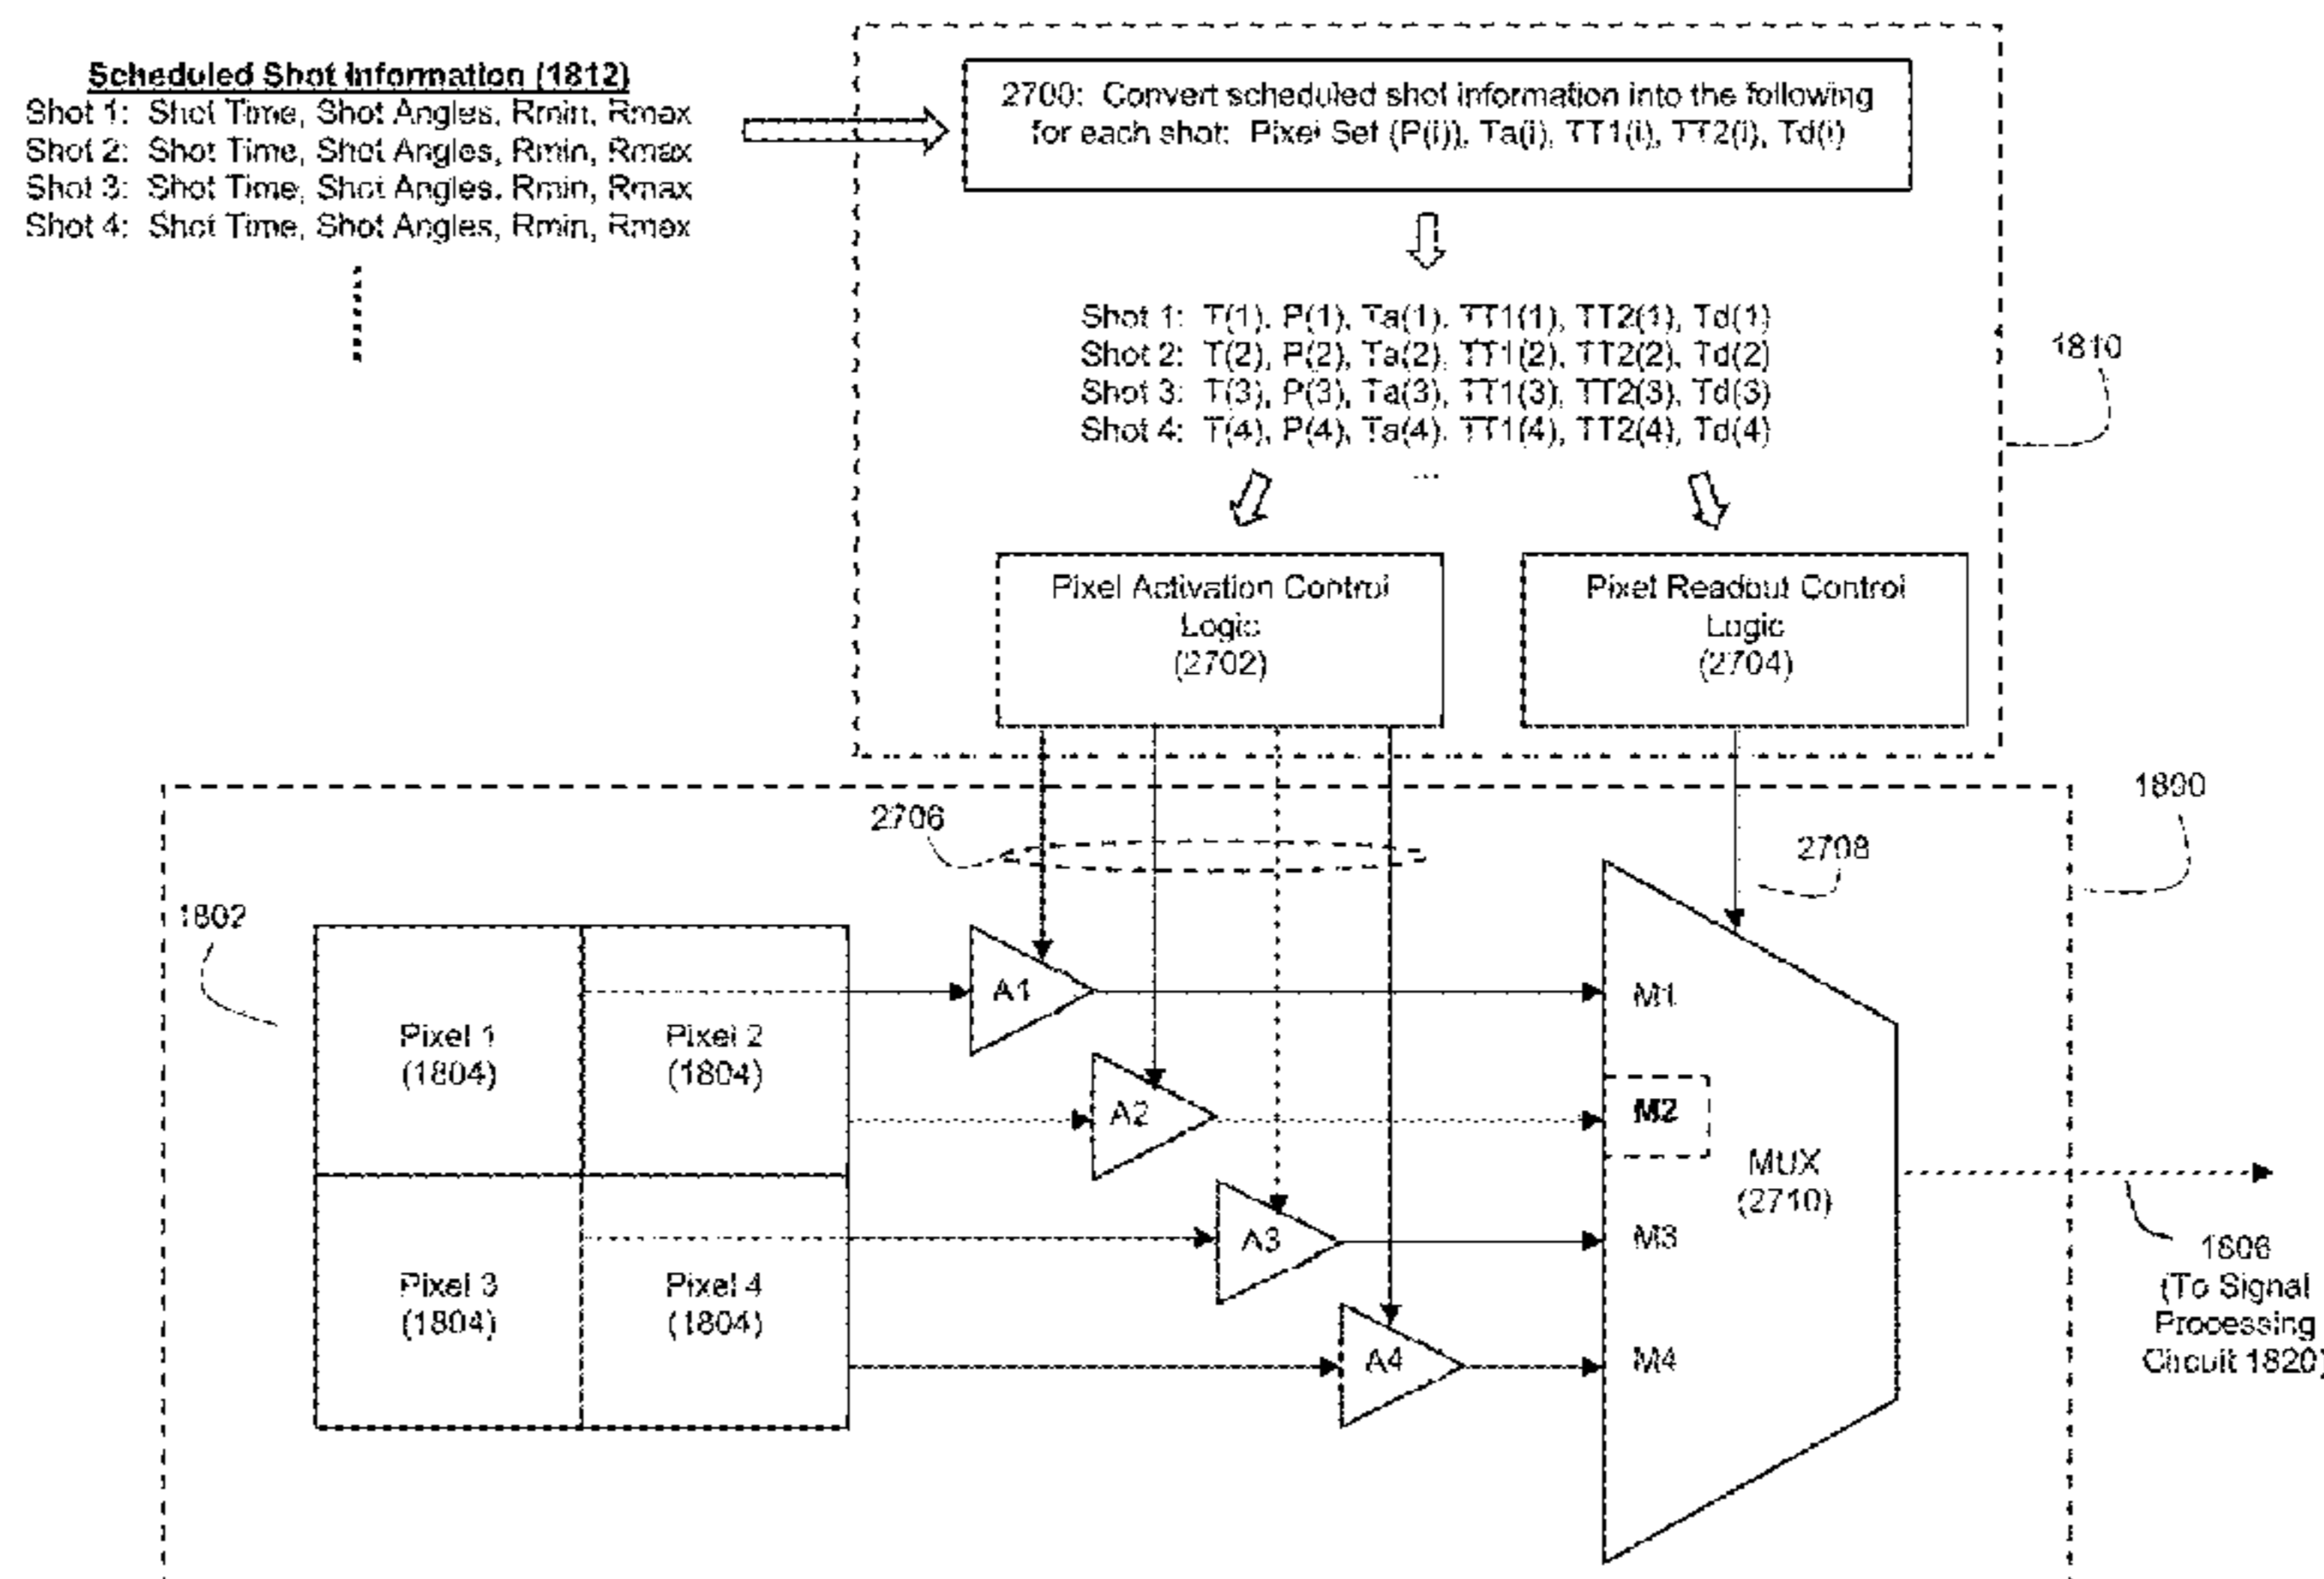 Scheduled Shot Information (1812)
Shot 1: Shot Time, Shot Angles, Rmin, Rmax
Shot 2: Shot Time, Shot Angles, Rmin, Rmax
Shot 3: Shot Time, Shot Angles, Rmin, Rmax
Shot 4: Shot Time, Shot Angles, Rmin, Rmax
2700: Convert scheduled shot information into the following
for each shot: Pixel Set (P(i)), Ta(i), TT1(i), TT2(i), Td(i)
Shot 1: T(1), P(1), Ta(1), TT1(1), TT2(1), Td(1)
Shot 2: T(2), P(2), Ta(2), TT1(2), TT2(2), Td(2)
Shot 3: T(3), P(3), Ta(3), TT1(3), TT2(3), Td(3)
Shot 4: T(4), P(4), Ta(4), TT1(4), TT2(4), Td(4)
...
1810
Pixel Activation Control
Logic
(2702)
Pixel Readout Control
Logic
(2704)
1800
2706
2708
1802
Pixel 1
(1804)
Pixel 2
(1804)
Pixel 3
(1804)
Pixel 4
(1804)
A1
A2
A3
A4
M1
M2
M3
M4
MUX
(2710)
1806
(To Signal
Processing
Circuit 1820)